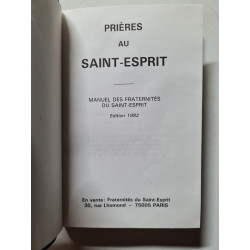 PRIÈRES
AU
SAINT-ESPRIT
MANUEL DES FRATERNITÉS
DU SAINT-ESPRIT
Edition 1982
En vente : Fraternités du Saint-Esprit
30, rue Lhomond - 75005 PARIS